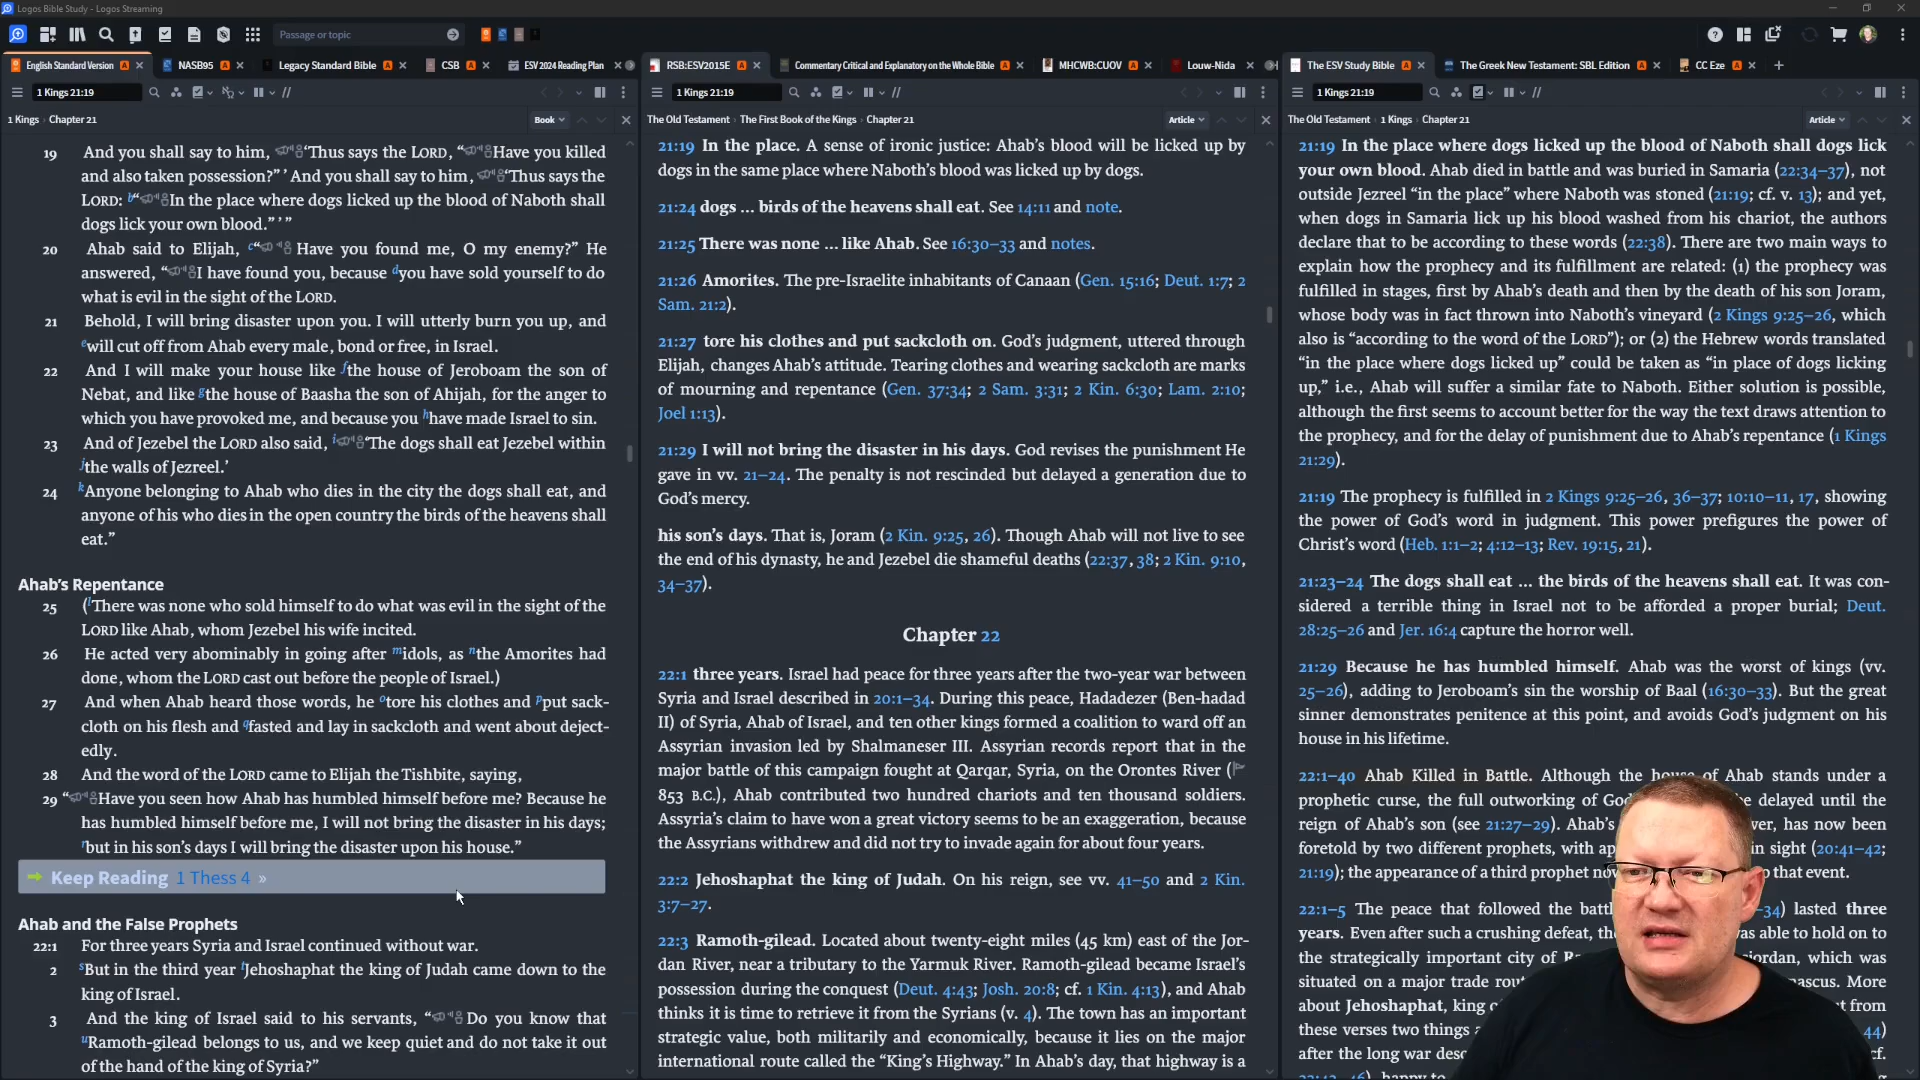 Logos Bible Study - Logos Streaming
Passage or topic
English Standard Version A
NASB95 A
Legacy Standard Bible A
CSB A
ESV 2024 Reading Plan
RSB:ESV2015E A
Commentary Critical and Explanatory on the Whole Bible A
MHCWB:CUOV A
Louw-Nida
The ESV Study Bible A
The Greek New Testament: SBL Edition A
CC Eze A
1 Kings 21:19
1 Kings 21:19
1 Kings 21:19
1 Kings › Chapter 21
Book
19 And you shall say to him, ‘Thus says the LORD, “Have you killed
and also taken possession?” ’ And you shall say to him, ‘Thus says the
LORD: b“In the place where dogs licked up the blood of Naboth shall
dogs lick your own blood.” ’ ”
20 Ahab said to Elijah, c“Have you found me, O my enemy?” He
answered, “I have found you, because dyou have sold yourself to do
what is evil in the sight of the LORD.
21 Behold, I will bring disaster upon you. I will utterly burn you up, and
ewill cut off from Ahab every male, bond or free, in Israel.
22 And I will make your house like fthe house of Jeroboam the son of
Nebat, and like gthe house of Baasha the son of Ahijah, for the anger to
which you have provoked me, and because you hhave made Israel to sin.
23 And of Jezebel the LORD also said, i‘The dogs shall eat Jezebel within
jthe walls of Jezreel.’
24 kAnyone belonging to Ahab who dies in the city the dogs shall eat, and
anyone of his who dies in the open country the birds of the heavens shall
eat.”
Ahab’s Repentance
25 (lThere was none who sold himself to do what was evil in the sight of the
LORD like Ahab, whom Jezebel his wife incited.
26 He acted very abominably in going after midols, as nthe Amorites had
done, whom the LORD cast out before the people of Israel.)
27 And when Ahab heard those words, he otore his clothes and pput sack-
cloth on his flesh and qfasted and lay in sackcloth and went about deject-
edly.
28 And the word of the LORD came to Elijah the Tishbite, saying,
29 “Have you seen how Ahab has humbled himself before me? Because he
has humbled himself before me, I will not bring the disaster in his days;
rbut in his son’s days I will bring the disaster upon his house.”
Keep Reading 1 Thess 4 »
Ahab and the False Prophets
22:1 For three years Syria and Israel continued without war.
2 sBut in the third year tJehoshaphat the king of Judah came down to the
king of Israel.
3 And the king of Israel said to his servants, “Do you know that
uRamoth-gilead belongs to us, and we keep quiet and do not take it out
of the hand of the king of Syria?”
The Old Testament › The First Book of the Kings › Chapter 21
Article
21:19 In the place. A sense of ironic justice: Ahab’s blood will be licked up by
dogs in the same place where Naboth’s blood was licked up by dogs.
21:24 dogs ... birds of the heavens shall eat. See 14:11 and note.
21:25 There was none ... like Ahab. See 16:30–33 and notes.
21:26 Amorites. The pre-Israelite inhabitants of Canaan (Gen. 15:16; Deut. 1:7; 2
Sam. 21:2).
21:27 tore his clothes and put sackcloth on. God’s judgment, uttered through
Elijah, changes Ahab’s attitude. Tearing clothes and wearing sackcloth are marks
of mourning and repentance (Gen. 37:34; 2 Sam. 3:31; 2 Kin. 6:30; Lam. 2:10;
Joel 1:13).
21:29 I will not bring the disaster in his days. God revises the punishment He
gave in vv. 21–24. The penalty is not rescinded but delayed a generation due to
God’s mercy.
his son’s days. That is, Joram (2 Kin. 9:25, 26). Though Ahab will not live to see
the end of his dynasty, he and Jezebel die shameful deaths (22:37, 38; 2 Kin. 9:10,
34–37).
Chapter 22
22:1 three years. Israel had peace for three years after the two-year war between
Syria and Israel described in 20:1–34. During this peace, Hadadezer (Ben-hadad
II) of Syria, Ahab of Israel, and ten other kings formed a coalition to ward off an
Assyrian invasion led by Shalmaneser III. Assyrian records report that in the
major battle of this campaign fought at Qarqar, Syria, on the Orontes River (
853 B.C.), Ahab contributed two hundred chariots and ten thousand soldiers.
Assyria’s claim to have won a great victory seems to be an exaggeration, because
the Assyrians withdrew and did not try to invade again for about four years.
22:2 Jehoshaphat the king of Judah. On his reign, see vv. 41–50 and 2 Kin.
3:7–27.
22:3 Ramoth-gilead. Located about twenty-eight miles (45 km) east of the Jor-
dan River, near a tributary to the Yarmuk River. Ramoth-gilead became Israel’s
possession during the conquest (Deut. 4:43; Josh. 20:8; cf. 1 Kin. 4:13), and Ahab
thinks it is time to retrieve it from the Syrians (v. 4). The town has an important
strategic value, both militarily and economically, because it lies on the major
international route called the “King’s Highway.” In Ahab’s day, that highway is a
The Old Testament › 1 Kings › Chapter 21
Article
21:19 In the place where dogs licked up the blood of Naboth shall dogs lick
your own blood. Ahab died in battle and was buried in Samaria (22:34–37), not
outside Jezreel “in the place” where Naboth was stoned (21:19; cf. v. 13); and yet,
when dogs in Samaria lick up his blood washed from his chariot, the authors
declare that to be according to these words (22:38). There are two main ways to
explain how the prophecy and its fulfillment are related: (1) the prophecy was
fulfilled in stages, first by Ahab’s death and then by the death of his son Joram,
whose body was in fact thrown into Naboth’s vineyard (2 Kings 9:25–26, which
also is “according to the word of the LORD”); or (2) the Hebrew words translated
“in the place where dogs licked up” could be taken as “in place of dogs licking
up,” i.e., Ahab will suffer a similar fate to Naboth. Either solution is possible,
although the first seems to account better for the way the text draws attention to
the prophecy, and for the delay of punishment due to Ahab’s repentance (1 Kings
21:29).
21:19 The prophecy is fulfilled in 2 Kings 9:25–26, 36–37; 10:10–11, 17, showing
the power of God’s word in judgment. This power prefigures the power of
Christ’s word (Heb. 1:1–2; 4:12–13; Rev. 19:15, 21).
21:23–24 The dogs shall eat ... the birds of the heavens shall eat. It was con-
sidered a terrible thing in Israel not to be afforded a proper burial; Deut.
28:25–26 and Jer. 16:4 capture the horror well.
21:29 Because he has humbled himself. Ahab was the worst of kings (vv.
25–26), adding to Jeroboam’s sin the worship of Baal (16:30–33). But the great
sinner demonstrates penitence at this point, and avoids God’s judgment on his
house in his lifetime.
22:1–40 Ahab Killed in Battle. Although the house of Ahab stands under a
prophetic curse, the full outworking of be delayed until the
reign of Ahab’s son (see 21:27–29). Ahab’s has now been
foretold by two different prophets, with in sight (20:41–42;
21:19); the appearance of a third prophet that event.
22:1–5 The peace that followed the –34) lasted three
years. Even after such a crushing defeat, was able to hold on to
the strategically important city of which was
situated on a major trade More
about Jehoshaphat, king from
these verses two things 44)
after the long war cf.
happy to